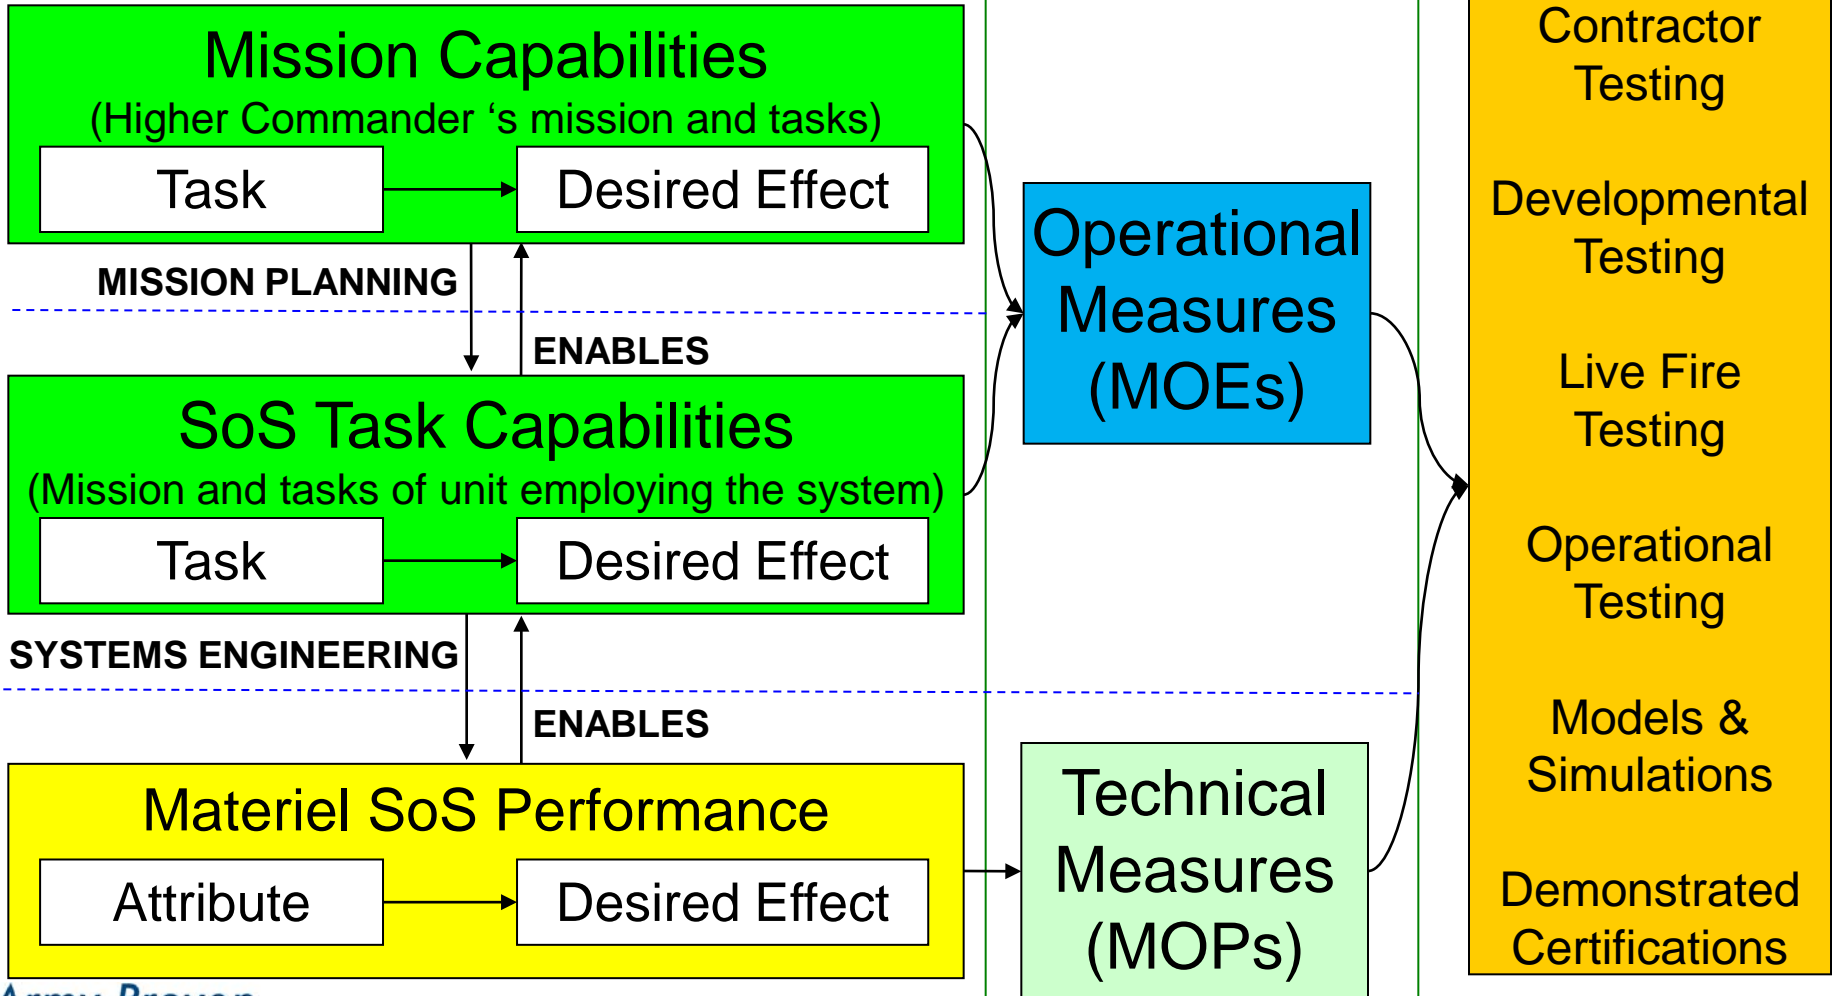 Mission Capabilities
(Higher Commander ‘s mission and tasks)
Task
Desired Effect
MISSION PLANNING
ENABLES
SoS Task Capabilities
(Mission and tasks of unit employing the system)
Task
Desired Effect
SYSTEMS ENGINEERING
ENABLES
Materiel SoS Performance
Attribute
Desired Effect
Army Proven
Operational
Measures
(MOEs)
Technical
Measures
(MOPs)
Contractor
Testing
Developmental
Testing
Live Fire
Testing
Operational
Testing
Models &
Simulations
Demonstrated
Certifications